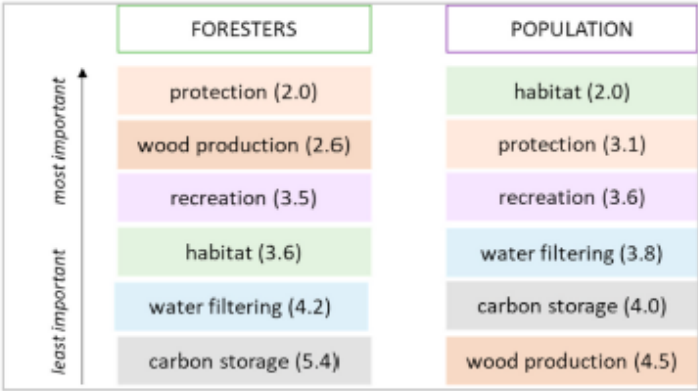 FORESTERS
POPULATION
most important
least important
protection (2.0)
wood production (2.6)
recreation (3.5)
habitat (3.6)
water filtering (4.2)
carbon storage (5.4)
habitat (2.0)
protection (3.1)
recreation (3.6)
water filtering (3.8)
carbon storage (4.0)
wood production (4.5)